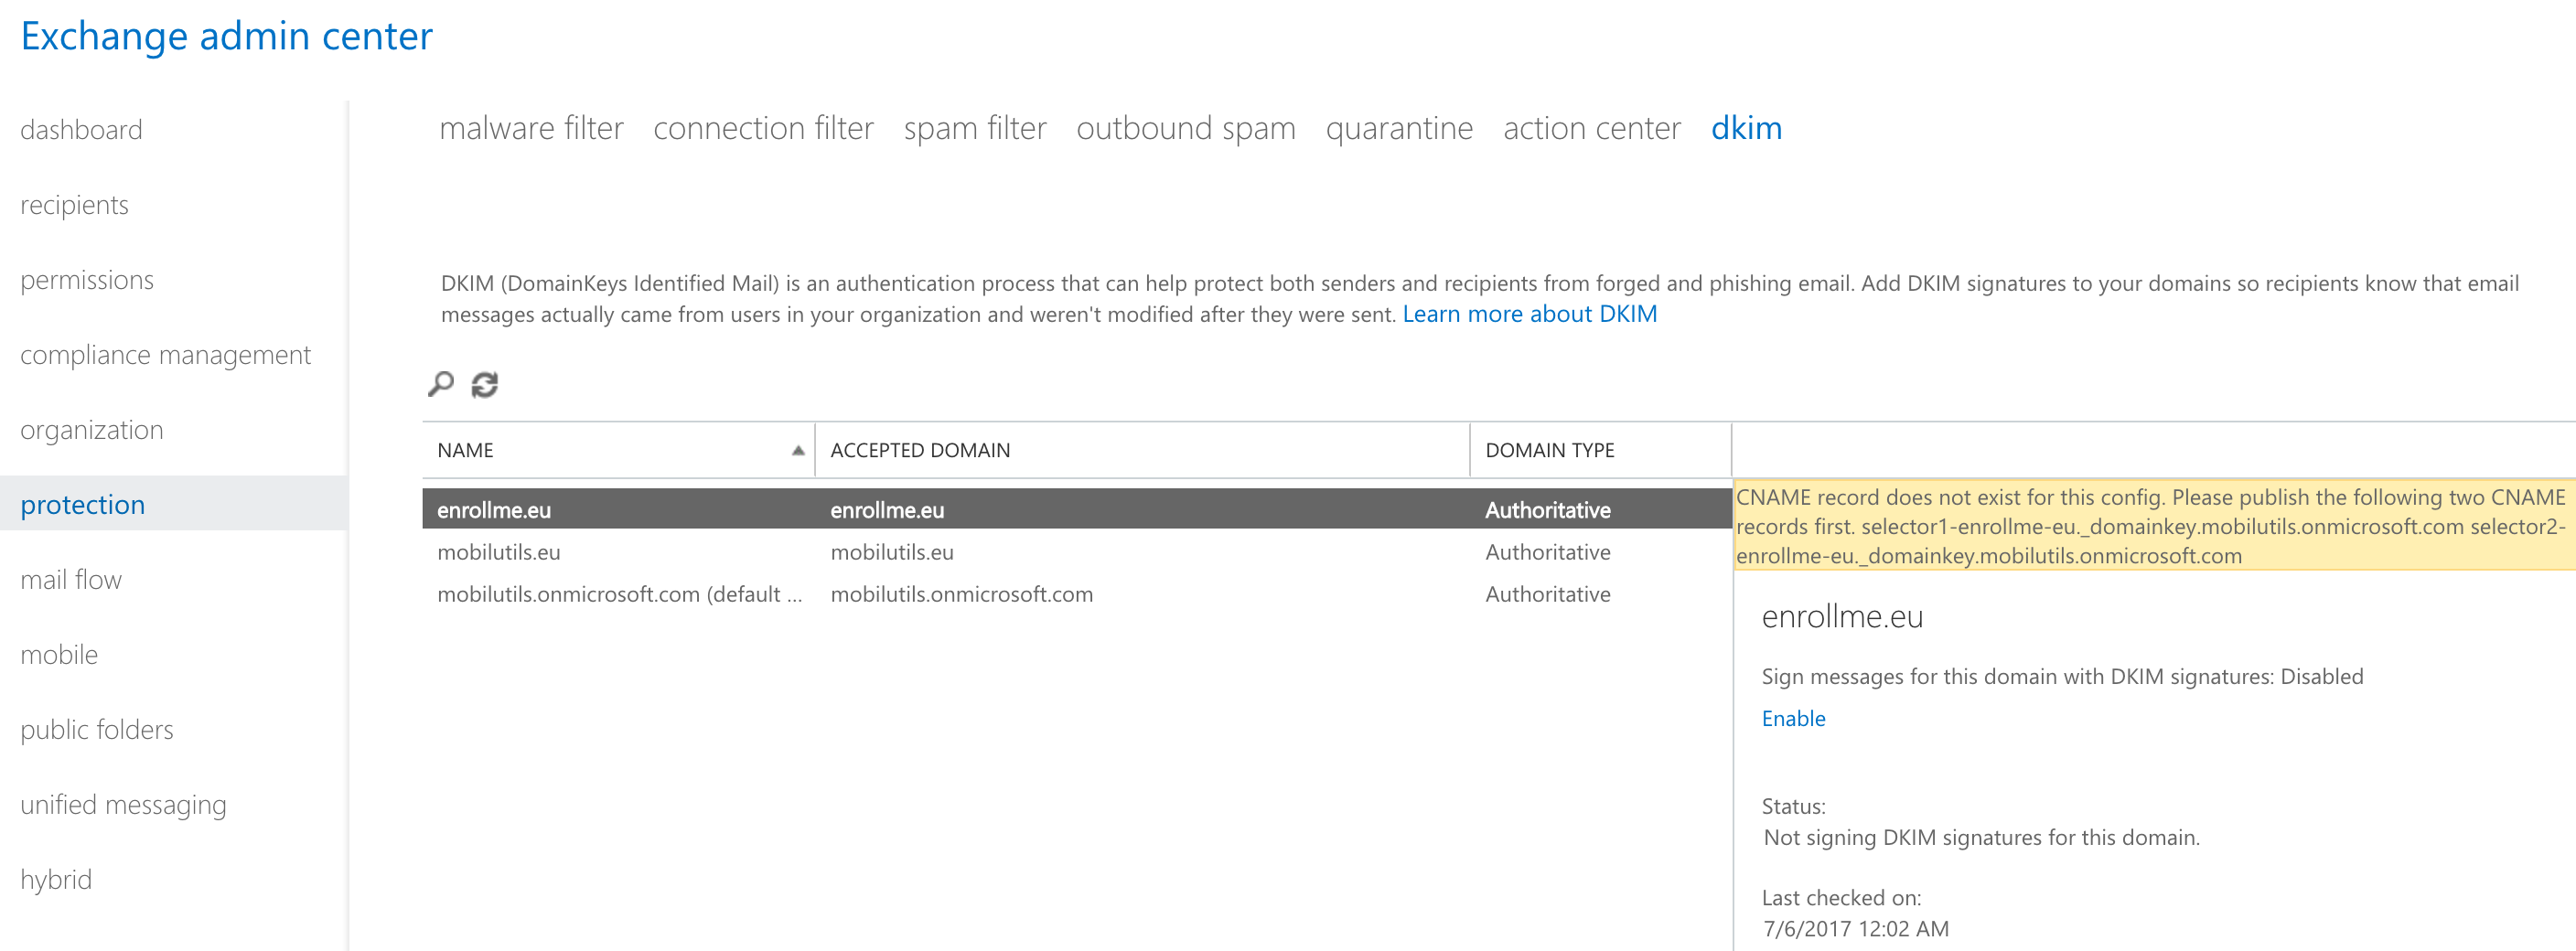 Exchange admin center
dashboard
recipients
permissions
compliance management
organization
protection
mail flow
mobile
public folders
unified messaging
hybrid
malware filter connection filter spam filter outbound spam quarantine action center dkim
DKIM (DomainKeys Identified Mail) is an authentication process that can help protect both senders and recipients from forged and phishing email. Add DKIM signatures to your domains so recipients know that email
messages actually came from users in your organization and weren't modified after they were sent. Learn more about DKIM
NAME ACCEPTED DOMAIN DOMAIN TYPE
enrollme.eu enrollme.eu Authoritative
mobilutils.eu mobilutils.eu Authoritative
mobilutils.onmicrosoft.com (default ... mobilutils.onmicrosoft.com Authoritative
CNAME record does not exist for this config. Please publish the following two CNAME
records first. selector1-enrollme-eu._domainkey.mobilutils.onmicrosoft.com selector2-
enrollme-eu._domainkey.mobilutils.onmicrosoft.com
enrollme.eu
Sign messages for this domain with DKIM signatures: Disabled
Enable
Status:
Not signing DKIM signatures for this domain.
Last checked on:
7/6/2017 12:02 AM